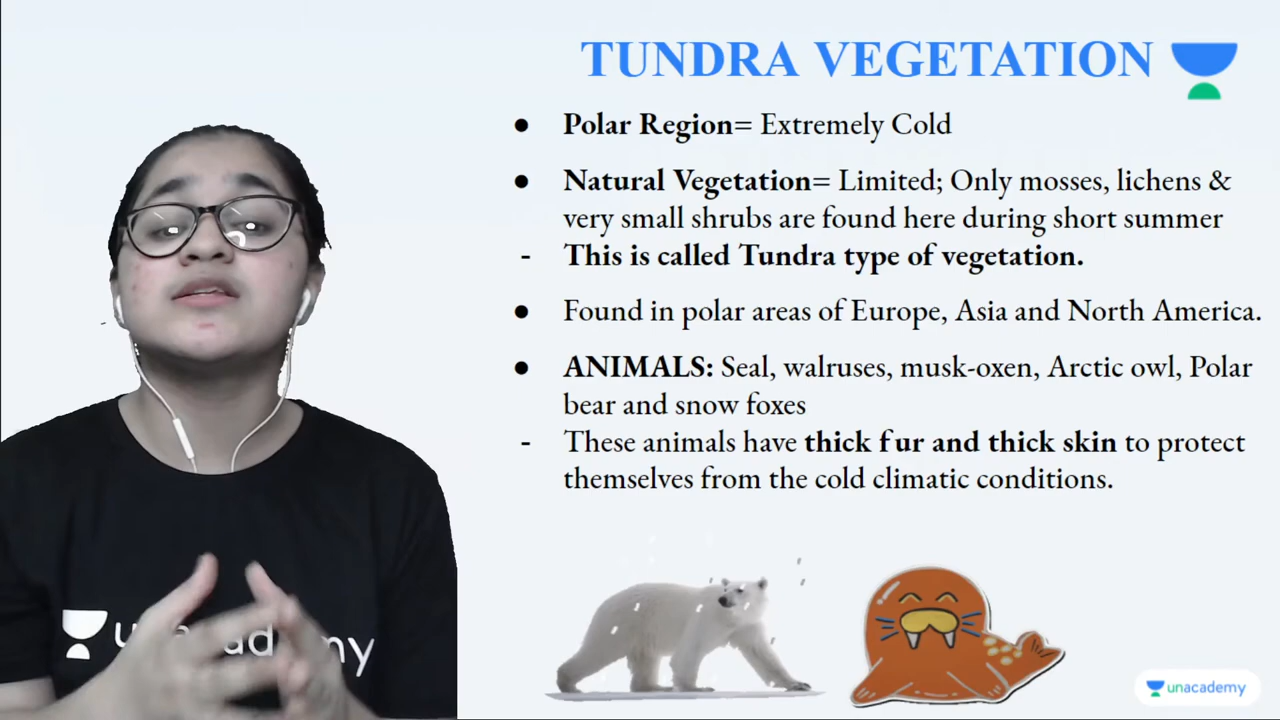 TUNDRA VEGETATION
● Polar Region= Extremely Cold
● Natural Vegetation= Limited; Only mosses, lichens &
very small shrubs are found here during short summer
- This is called Tundra type of vegetation.
● Found in polar areas of Europe, Asia and North America.
● ANIMALS: Seal, walruses, musk-oxen, Arctic owl, Polar
bear and snow foxes
- These animals have thick fur and thick skin to protect
themselves from the cold climatic conditions.
unacademy